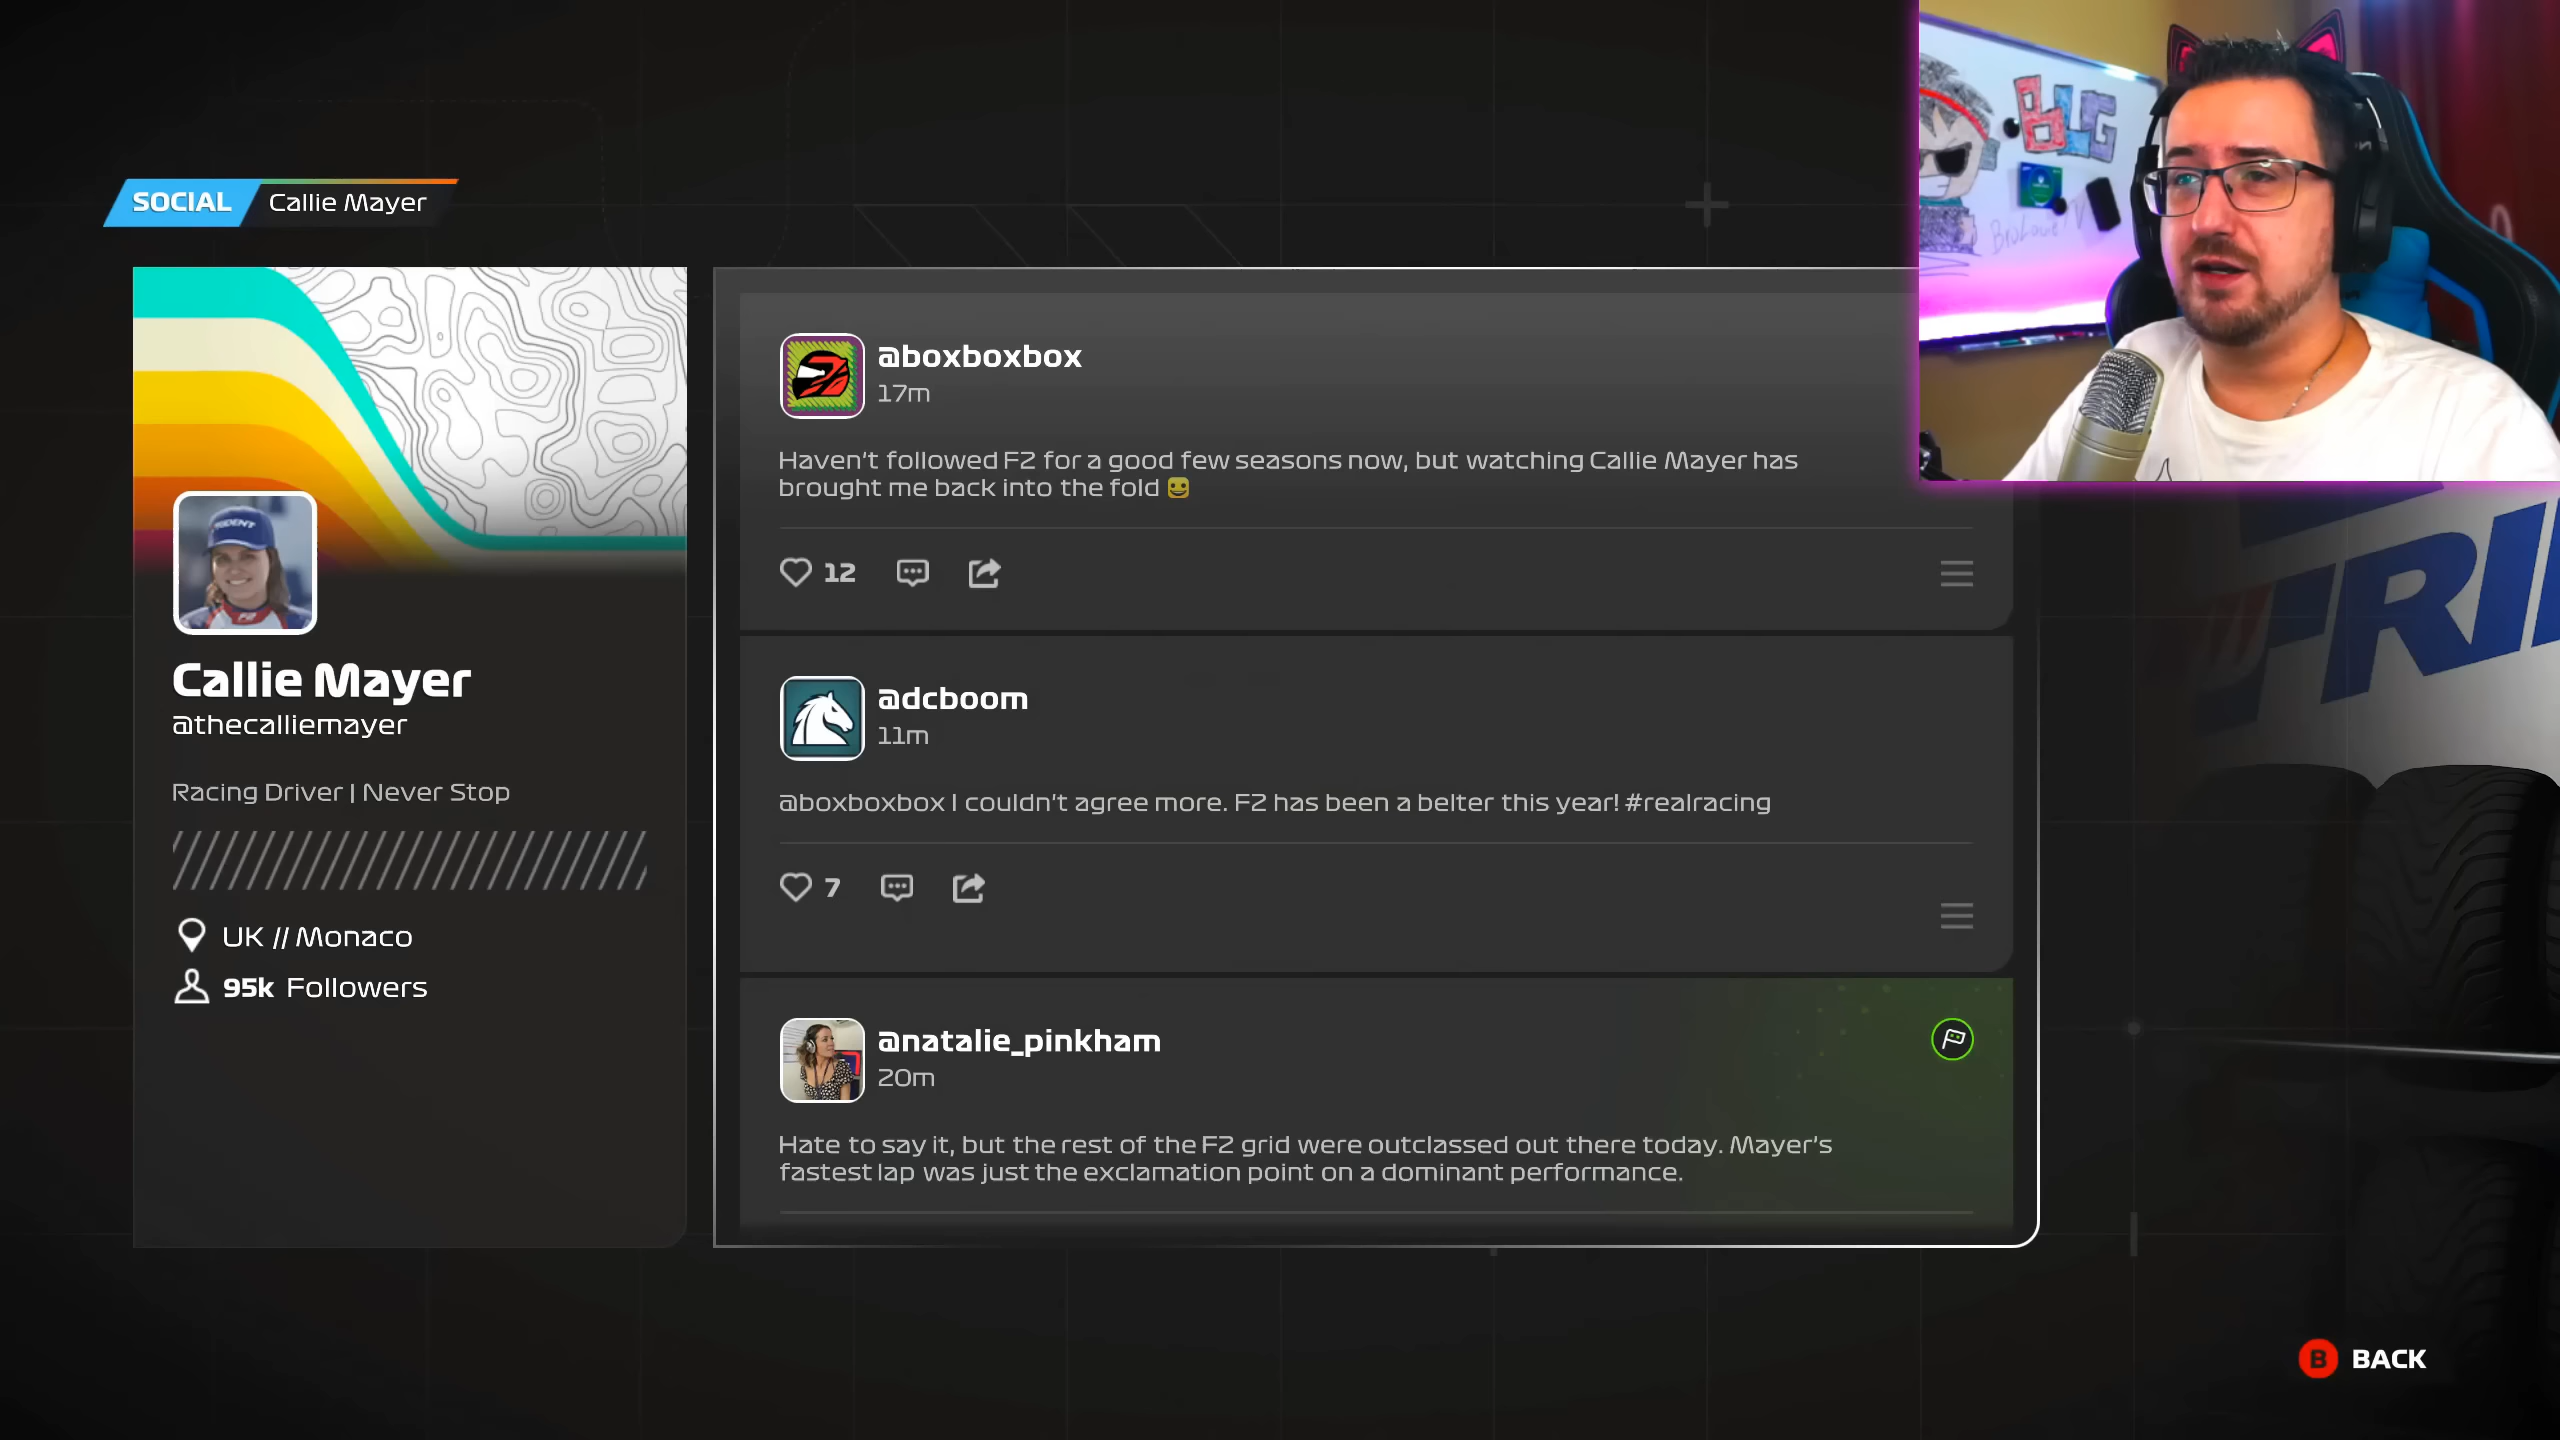 SOCIAL Callie Mayer
Callie Mayer
@thecalliemayer
Racing Driver | Never Stop
UK // Monaco
95k Followers
@boxboxbox
17m
Haven't followed F2 for a good few seasons now, but watching Callie Mayer has
brought me back into the fold 😀
12
@dcboom
11m
@boxboxbox I couldn't agree more. F2 has been a belter this year! #realracing
7
@natalie_pinkham
20m
Hate to say it, but the rest of the F2 grid were outclassed out there today. Mayer's
fastest lap was just the exclamation point on a dominant performance.
BUG
B BACK